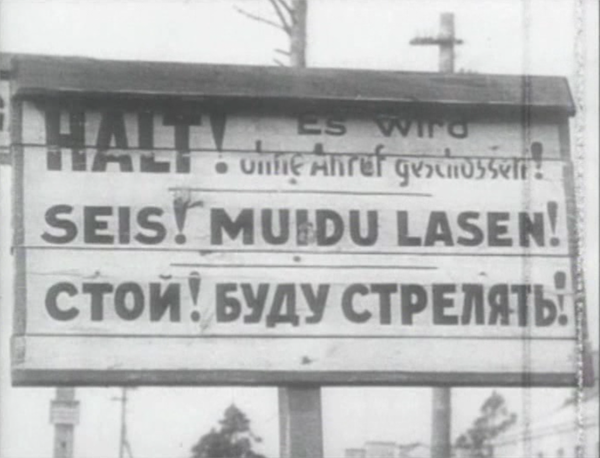 HALT! Es wird
ohne Anruf geschossen!
SEIS! MUIDU LASEN!
СТОЙ! БУДУ СТРЕЛЯТЬ!